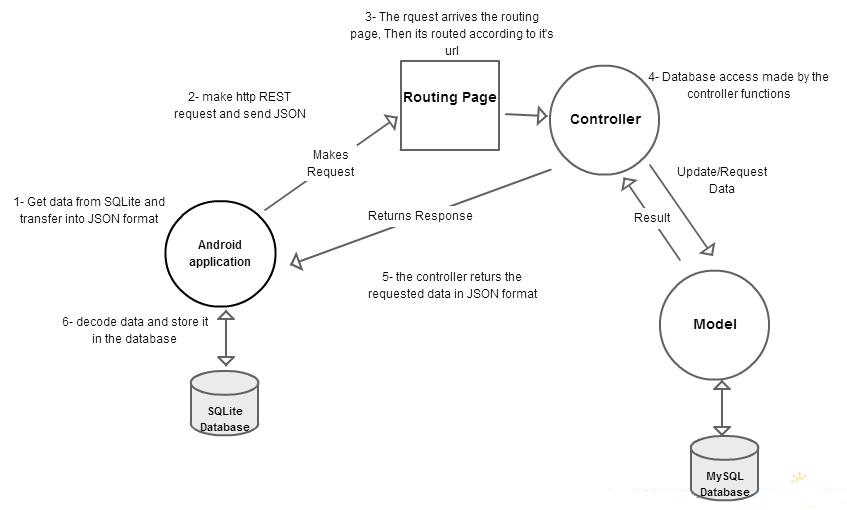 3- The rquest arrives the routing
page, Then its routed according to it's
url
2- make http REST
request and send JSON
Routing Page
4- Database access made by the
controller functions
Controller
Makes
Request
Update/Request
Data
1- Get data from SQLite and
transfer into JSON format
Returns Response
Result
Android
application
5- the controller returs the
requested data in JSON format
6- decode data and store it
in the database
Model
SQLite
Database
MySQL
Database